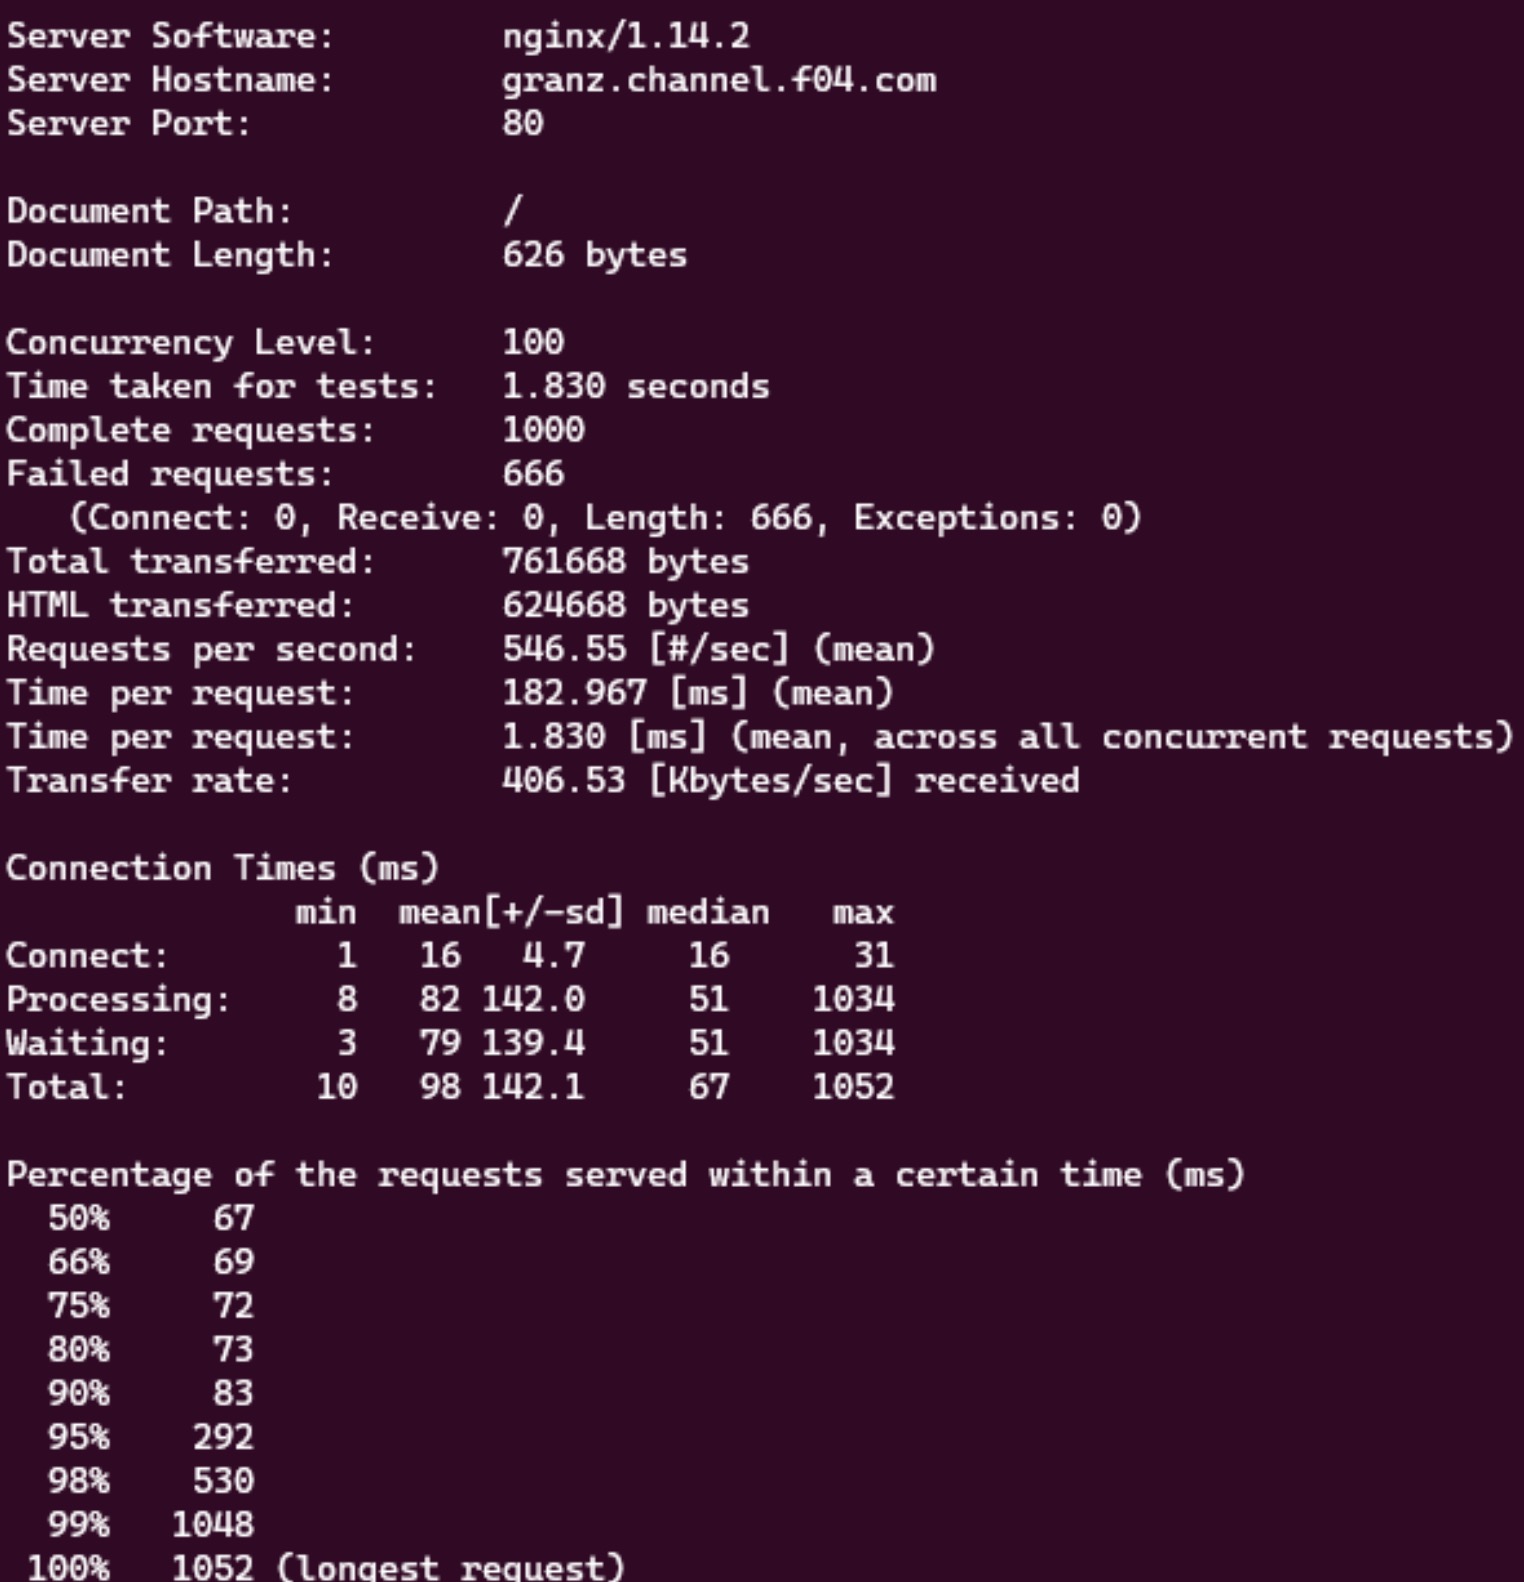 Server Software:        nginx/1.14.2
Server Hostname:        granz.channel.f04.com
Server Port:            80

Document Path:          /
Document Length:        626 bytes

Concurrency Level:      100
Time taken for tests:   1.830 seconds
Complete requests:      1000
Failed requests:        666
   (Connect: 0, Receive: 0, Length: 666, Exceptions: 0)
Total transferred:      761668 bytes
HTML transferred:       624668 bytes
Requests per second:    546.55 [#/sec] (mean)
Time per request:       182.967 [ms] (mean)
Time per request:       1.830 [ms] (mean, across all concurrent requests)
Transfer rate:          406.53 [Kbytes/sec] received

Connection Times (ms)
              min  mean[+/-sd] median   max
Connect:        1   16   4.7     16      31
Processing:     8   82 142.0     51    1034
Waiting:        3   79 139.4     51    1034
Total:         10   98 142.1     67    1052

Percentage of the requests served within a certain time (ms)
  50%     67
  66%     69
  75%     72
  80%     73
  90%     83
  95%    292
  98%    530
  99%   1048
 100%   1052 (longest request)